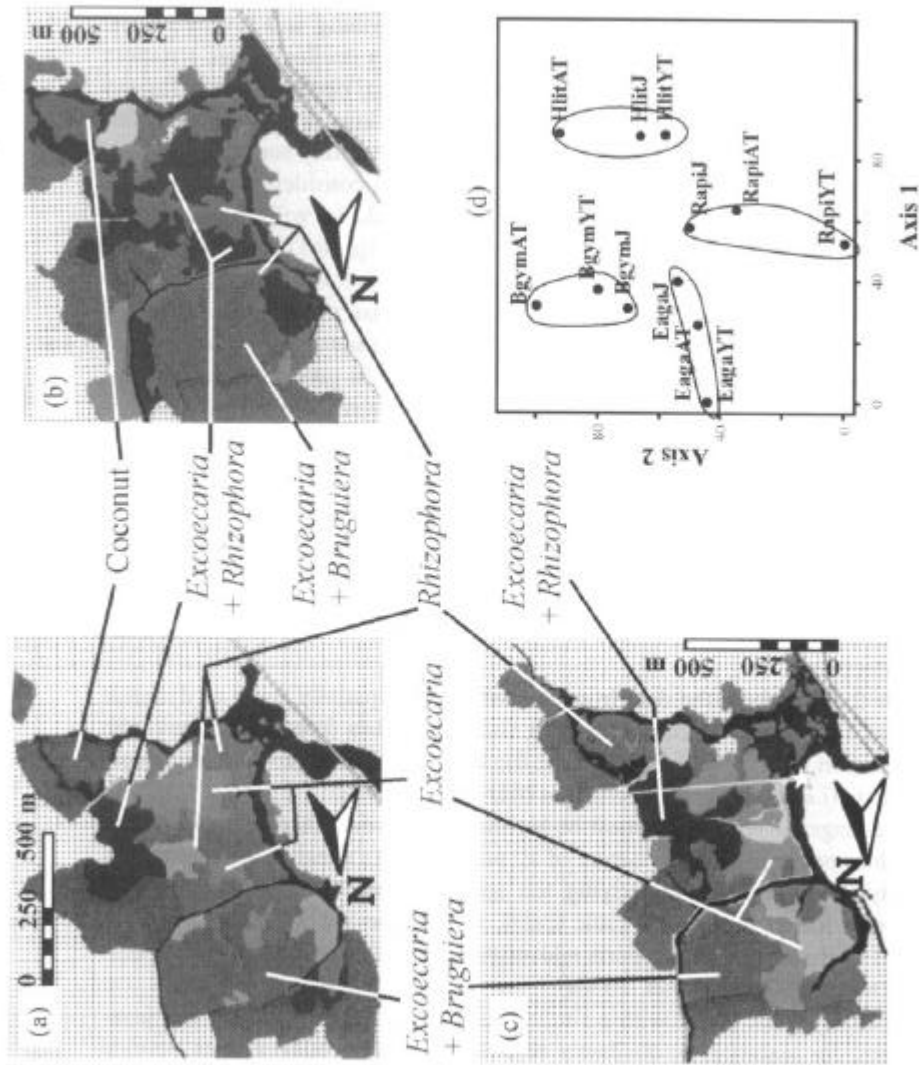 (a)
0 250 500 m
N
(b)
m 500 250 0
N
Coconut
Excoecaria
+ Rhizophora
Excoecaria
+ Bruguiera
Rhizophora
Excoecaria
Excoecaria
+ Bruguiera
Excoecaria
+ Rhizophora
(c)
m 500 250 0
N
(d)
BgymAT
HlitAT
BgymYT
BgymJ
HlitJ
HlitYT
EagaJ
RapiJ
EagaAT
RapiAT
EagaYT
RapiYT
Axis 2
80
40
0
0
40
80
Axis 1